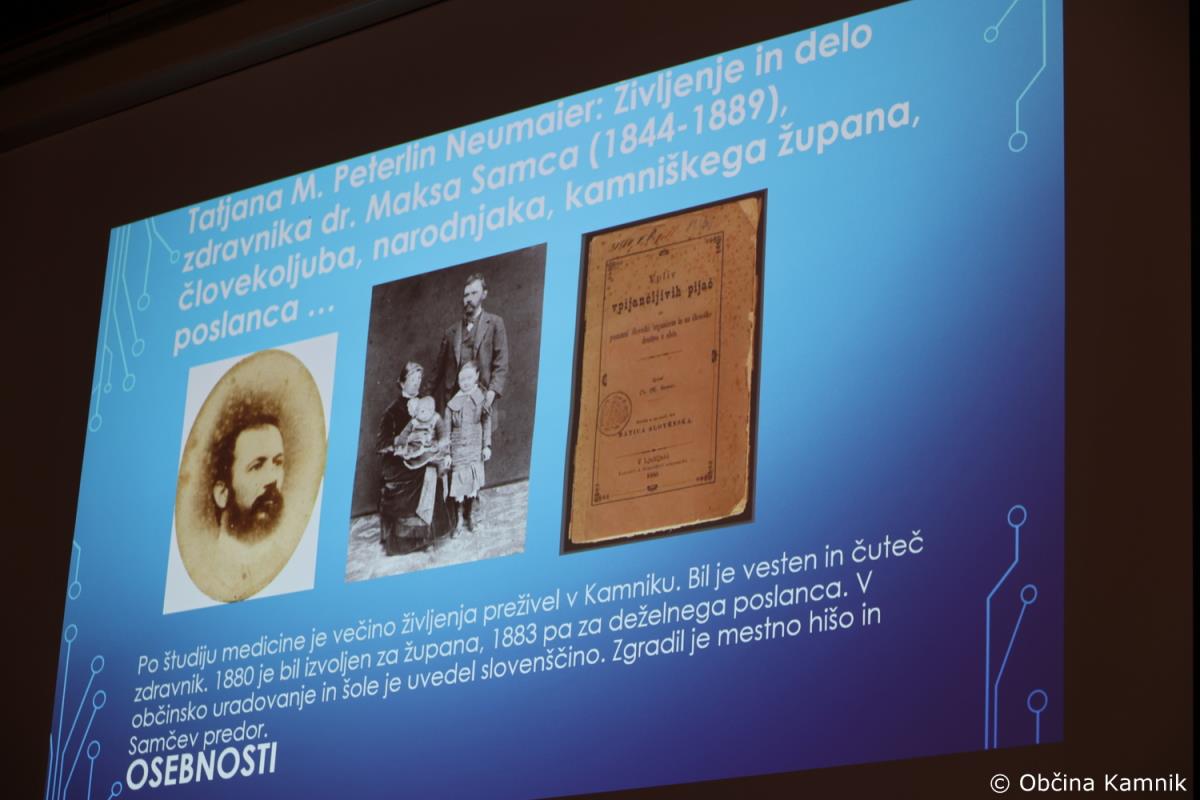 Tatjana M. Peterlin Neumaier: Življenje in delo
zdravnika dr. Maksa Samca (1844-1889),
človekoljuba, narodnjaka, kamniškega župana,
poslanca ...
Vpliv
vpijančljivih pijač
MATICA SLOVENSKA.
V Ljubljani
Po študiju medicine je večino življenja preživel v Kamniku. Bil je vesten in čuteč
zdravnik. 1880 je bil izvoljen za župana, 1883 pa za deželnega poslanca. V
občinsko uradovanje in šole je uvedel slovenščino. Zgradil je mestno hišo in
Samčev predor.
OSEBNOSTI
© Občina Kamnik